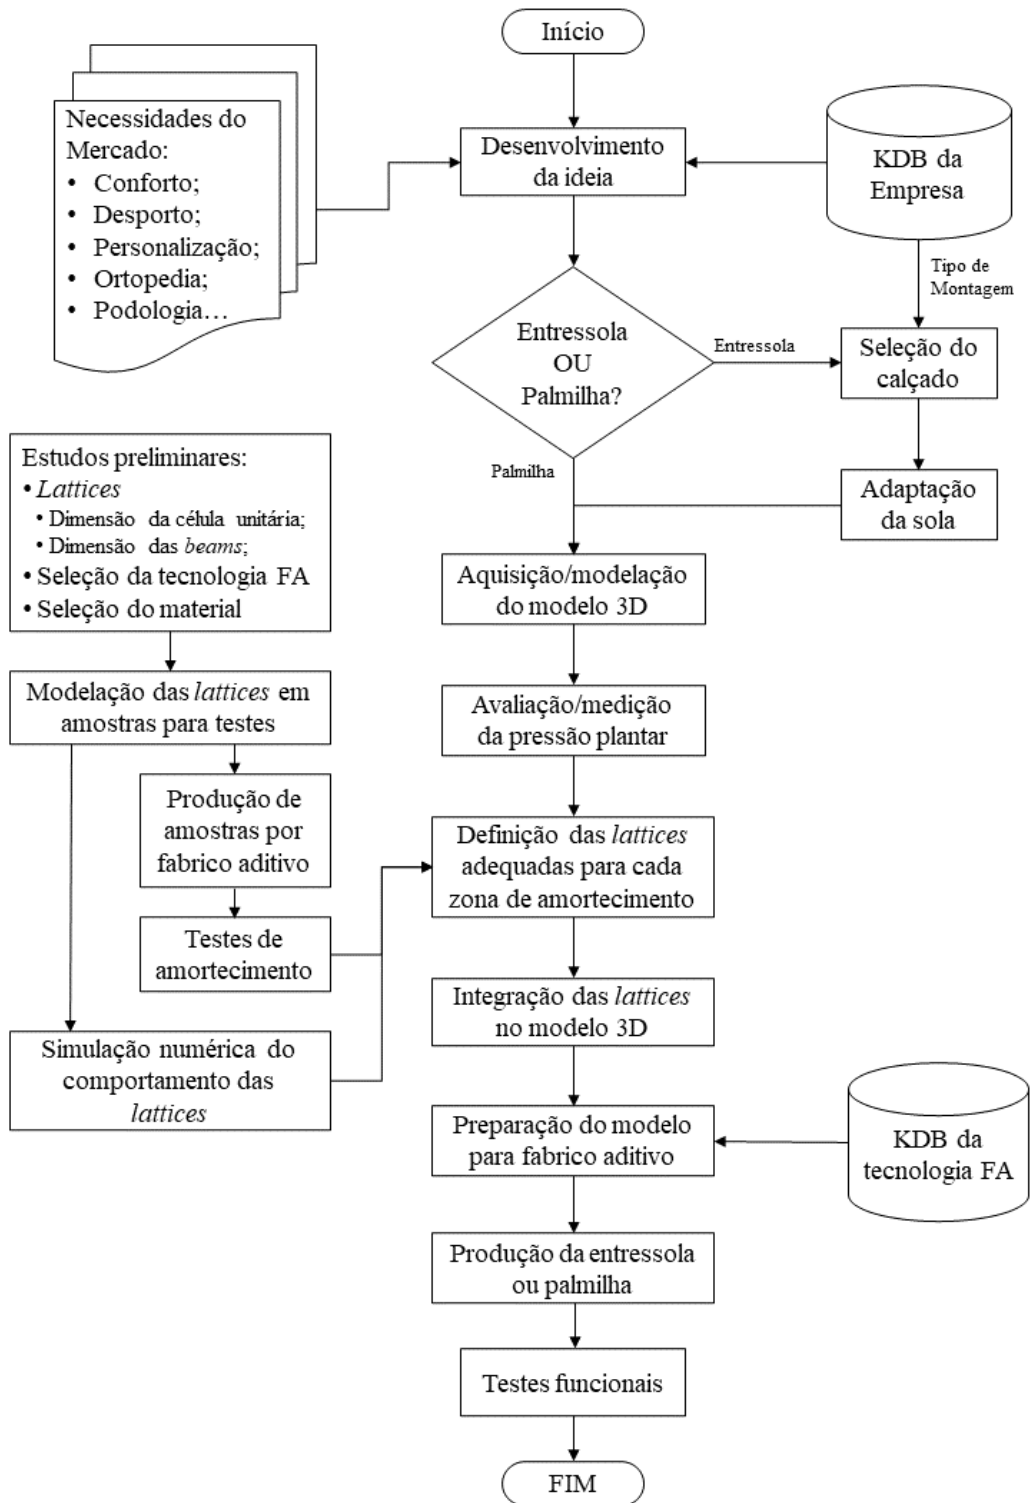 Início
Necessidades do
Mercado:
• Conforto;
• Desporto;
• Personalização;
• Ortopedia;
• Podologia…
Desenvolvimento
da ideia
KDB da
Empresa
Tipo de
Montagem
Entressola
OU
Palmilha?
Entressola
Seleção do
calçado
Palmilha
Adaptação
da sola
Estudos preliminares:
• Lattices
• Dimensão da célula unitária;
• Dimensão das beams;
• Seleção da tecnologia FA
• Seleção do material
Aquisição/modelação
do modelo 3D
Modelação das lattices em
amostras para testes
Avaliação/medição
da pressão plantar
Produção de
amostras por
fabrico aditivo
Definição das lattices
adequadas para cada
zona de amortecimento
Testes de
amortecimento
Integração das lattices
no modelo 3D
Simulação numérica do
comportamento das
lattices
Preparação do modelo
para fabrico aditivo
KDB da
tecnologia FA
Produção da entressola
ou palmilha
Testes funcionais
FIM